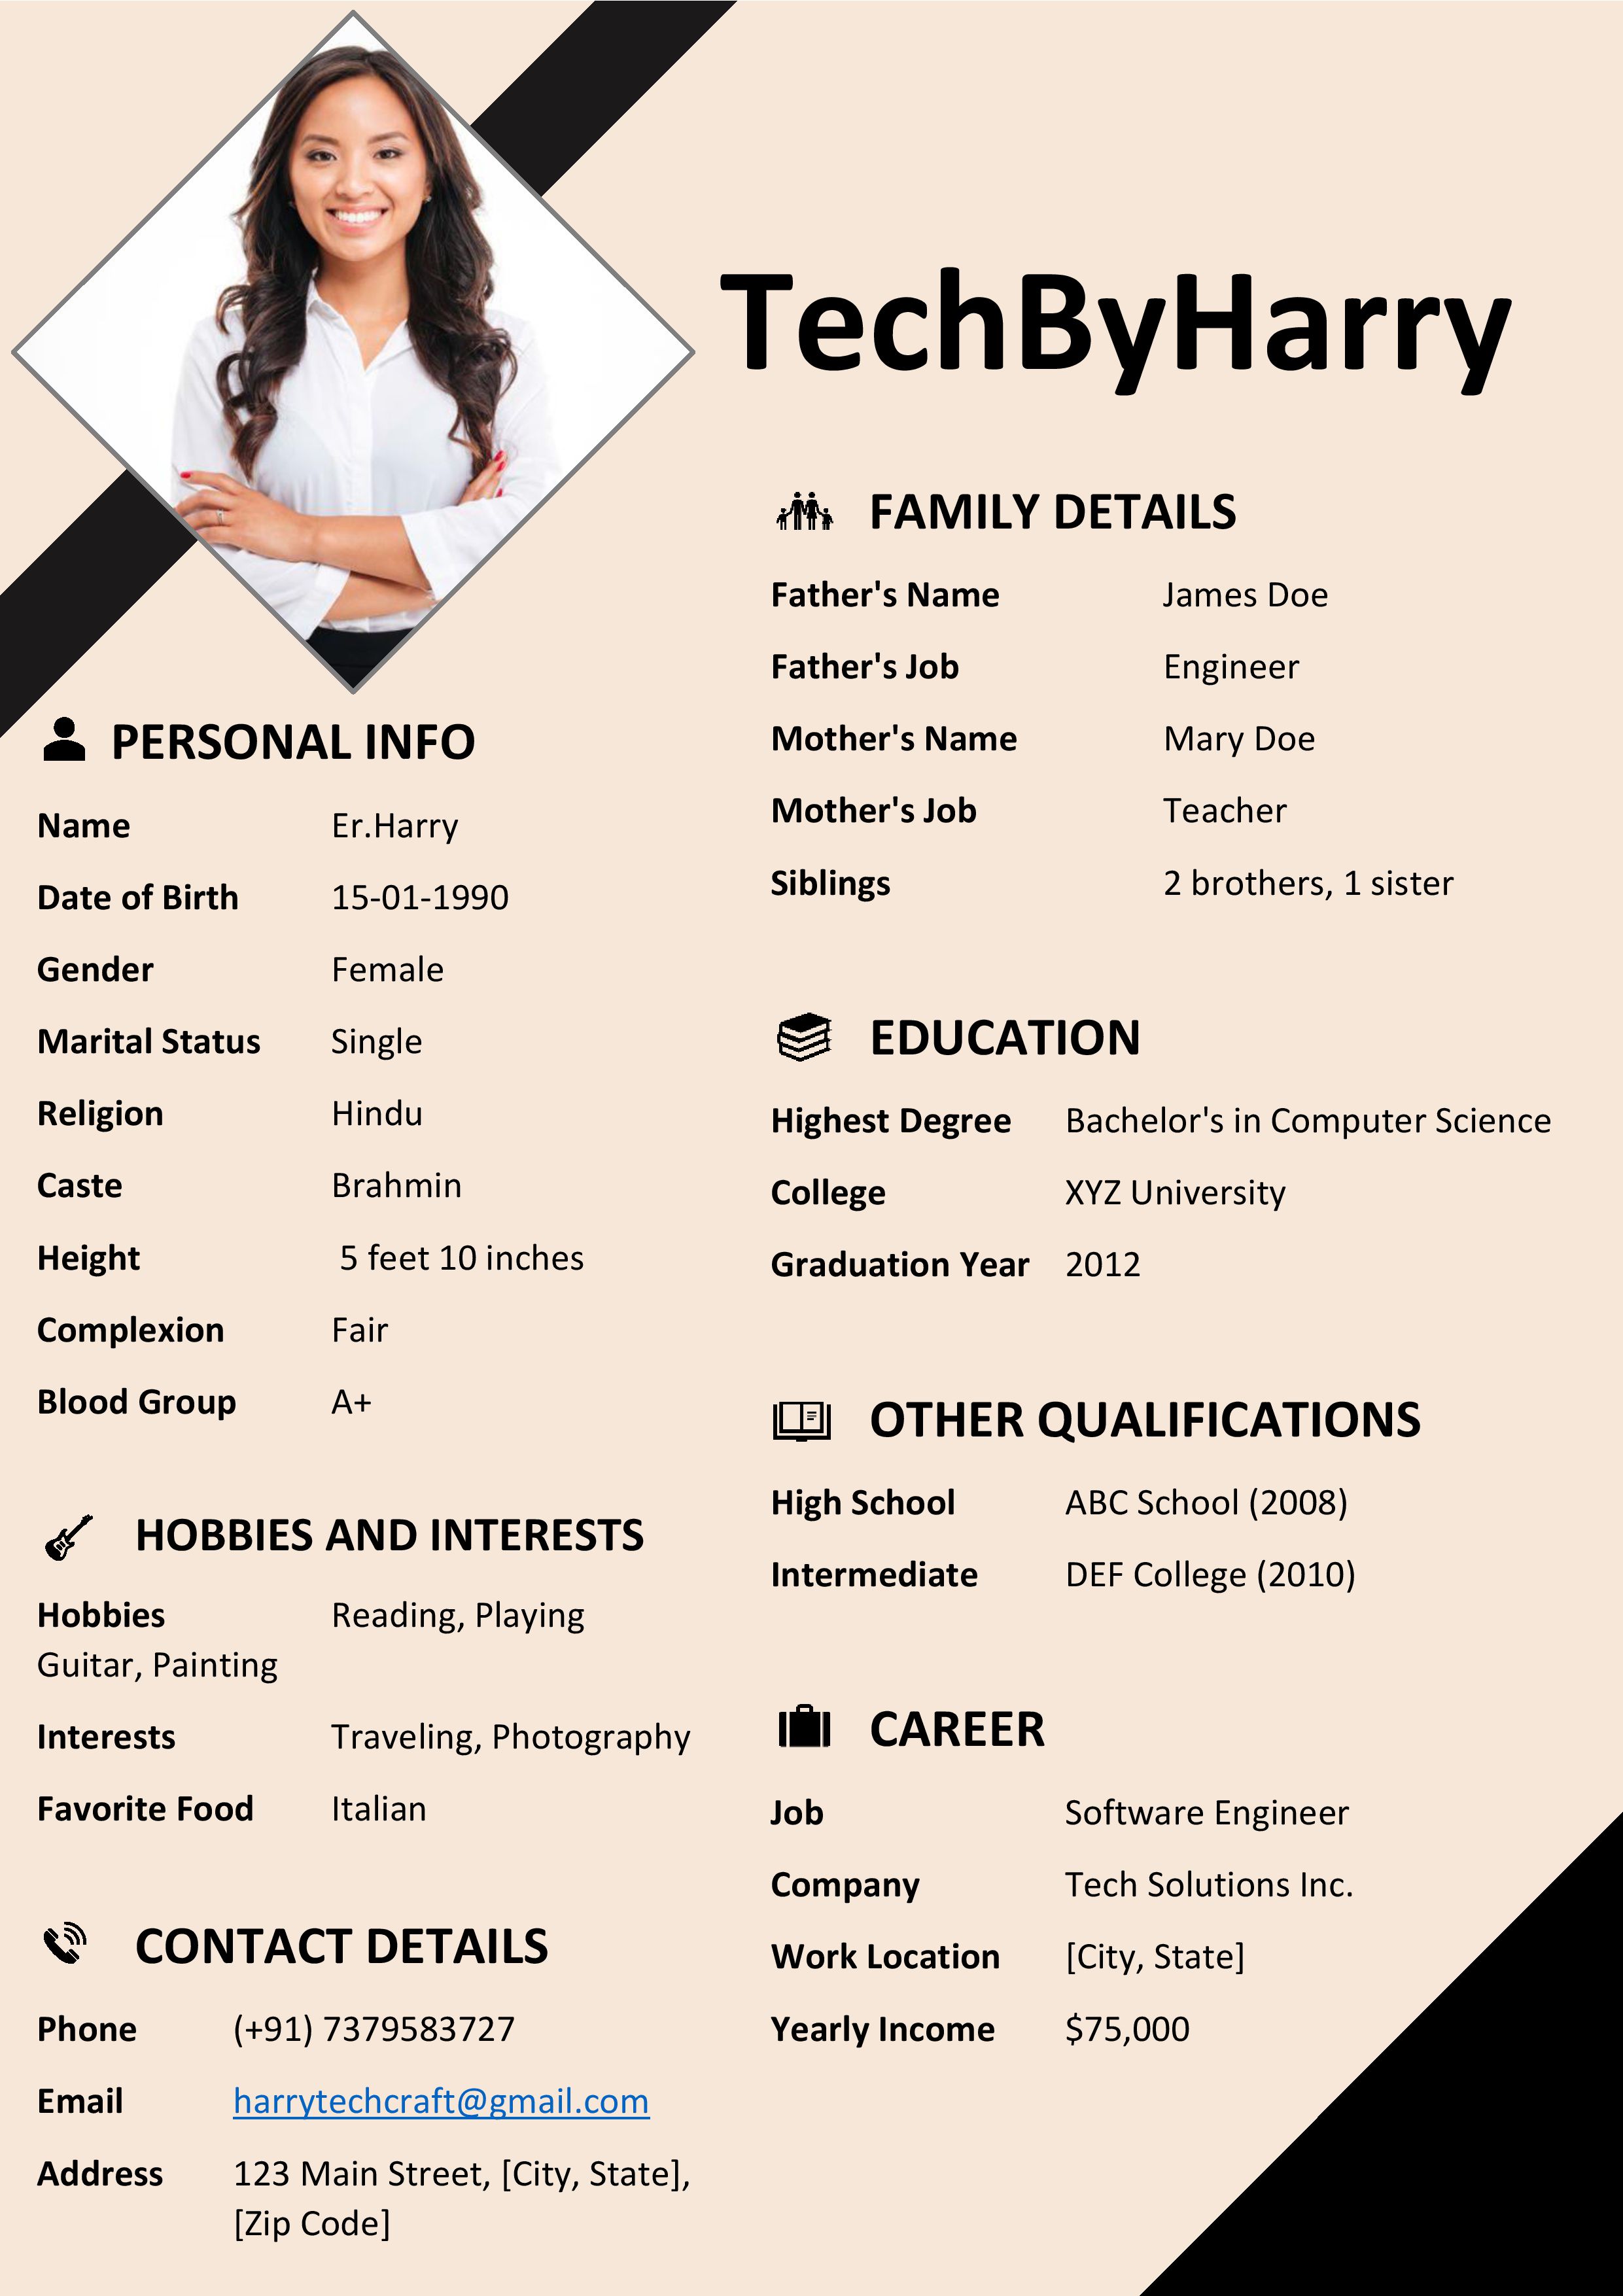 TechByHarry
PERSONAL INFO
Name Er.Harry
Date of Birth 15-01-1990
Gender Female
Marital Status Single
Religion Hindu
Caste Brahmin
Height 5 feet 10 inches
Complexion Fair
Blood Group A+
HOBBIES AND INTERESTS
Hobbies Reading, Playing
Guitar, Painting
Interests Traveling, Photography
Favorite Food Italian
CONTACT DETAILS
Phone (+91) 7379583727
Email harrytechcraft@gmail.com
Address 123 Main Street, [City, State],
[Zip Code]
FAMILY DETAILS
Father's Name James Doe
Father's Job Engineer
Mother's Name Mary Doe
Mother's Job Teacher
Siblings 2 brothers, 1 sister
EDUCATION
Highest Degree Bachelor's in Computer Science
College XYZ University
Graduation Year 2012
OTHER QUALIFICATIONS
High School ABC School (2008)
Intermediate DEF College (2010)
CAREER
Job Software Engineer
Company Tech Solutions Inc.
Work Location [City, State]
Yearly Income $75,000